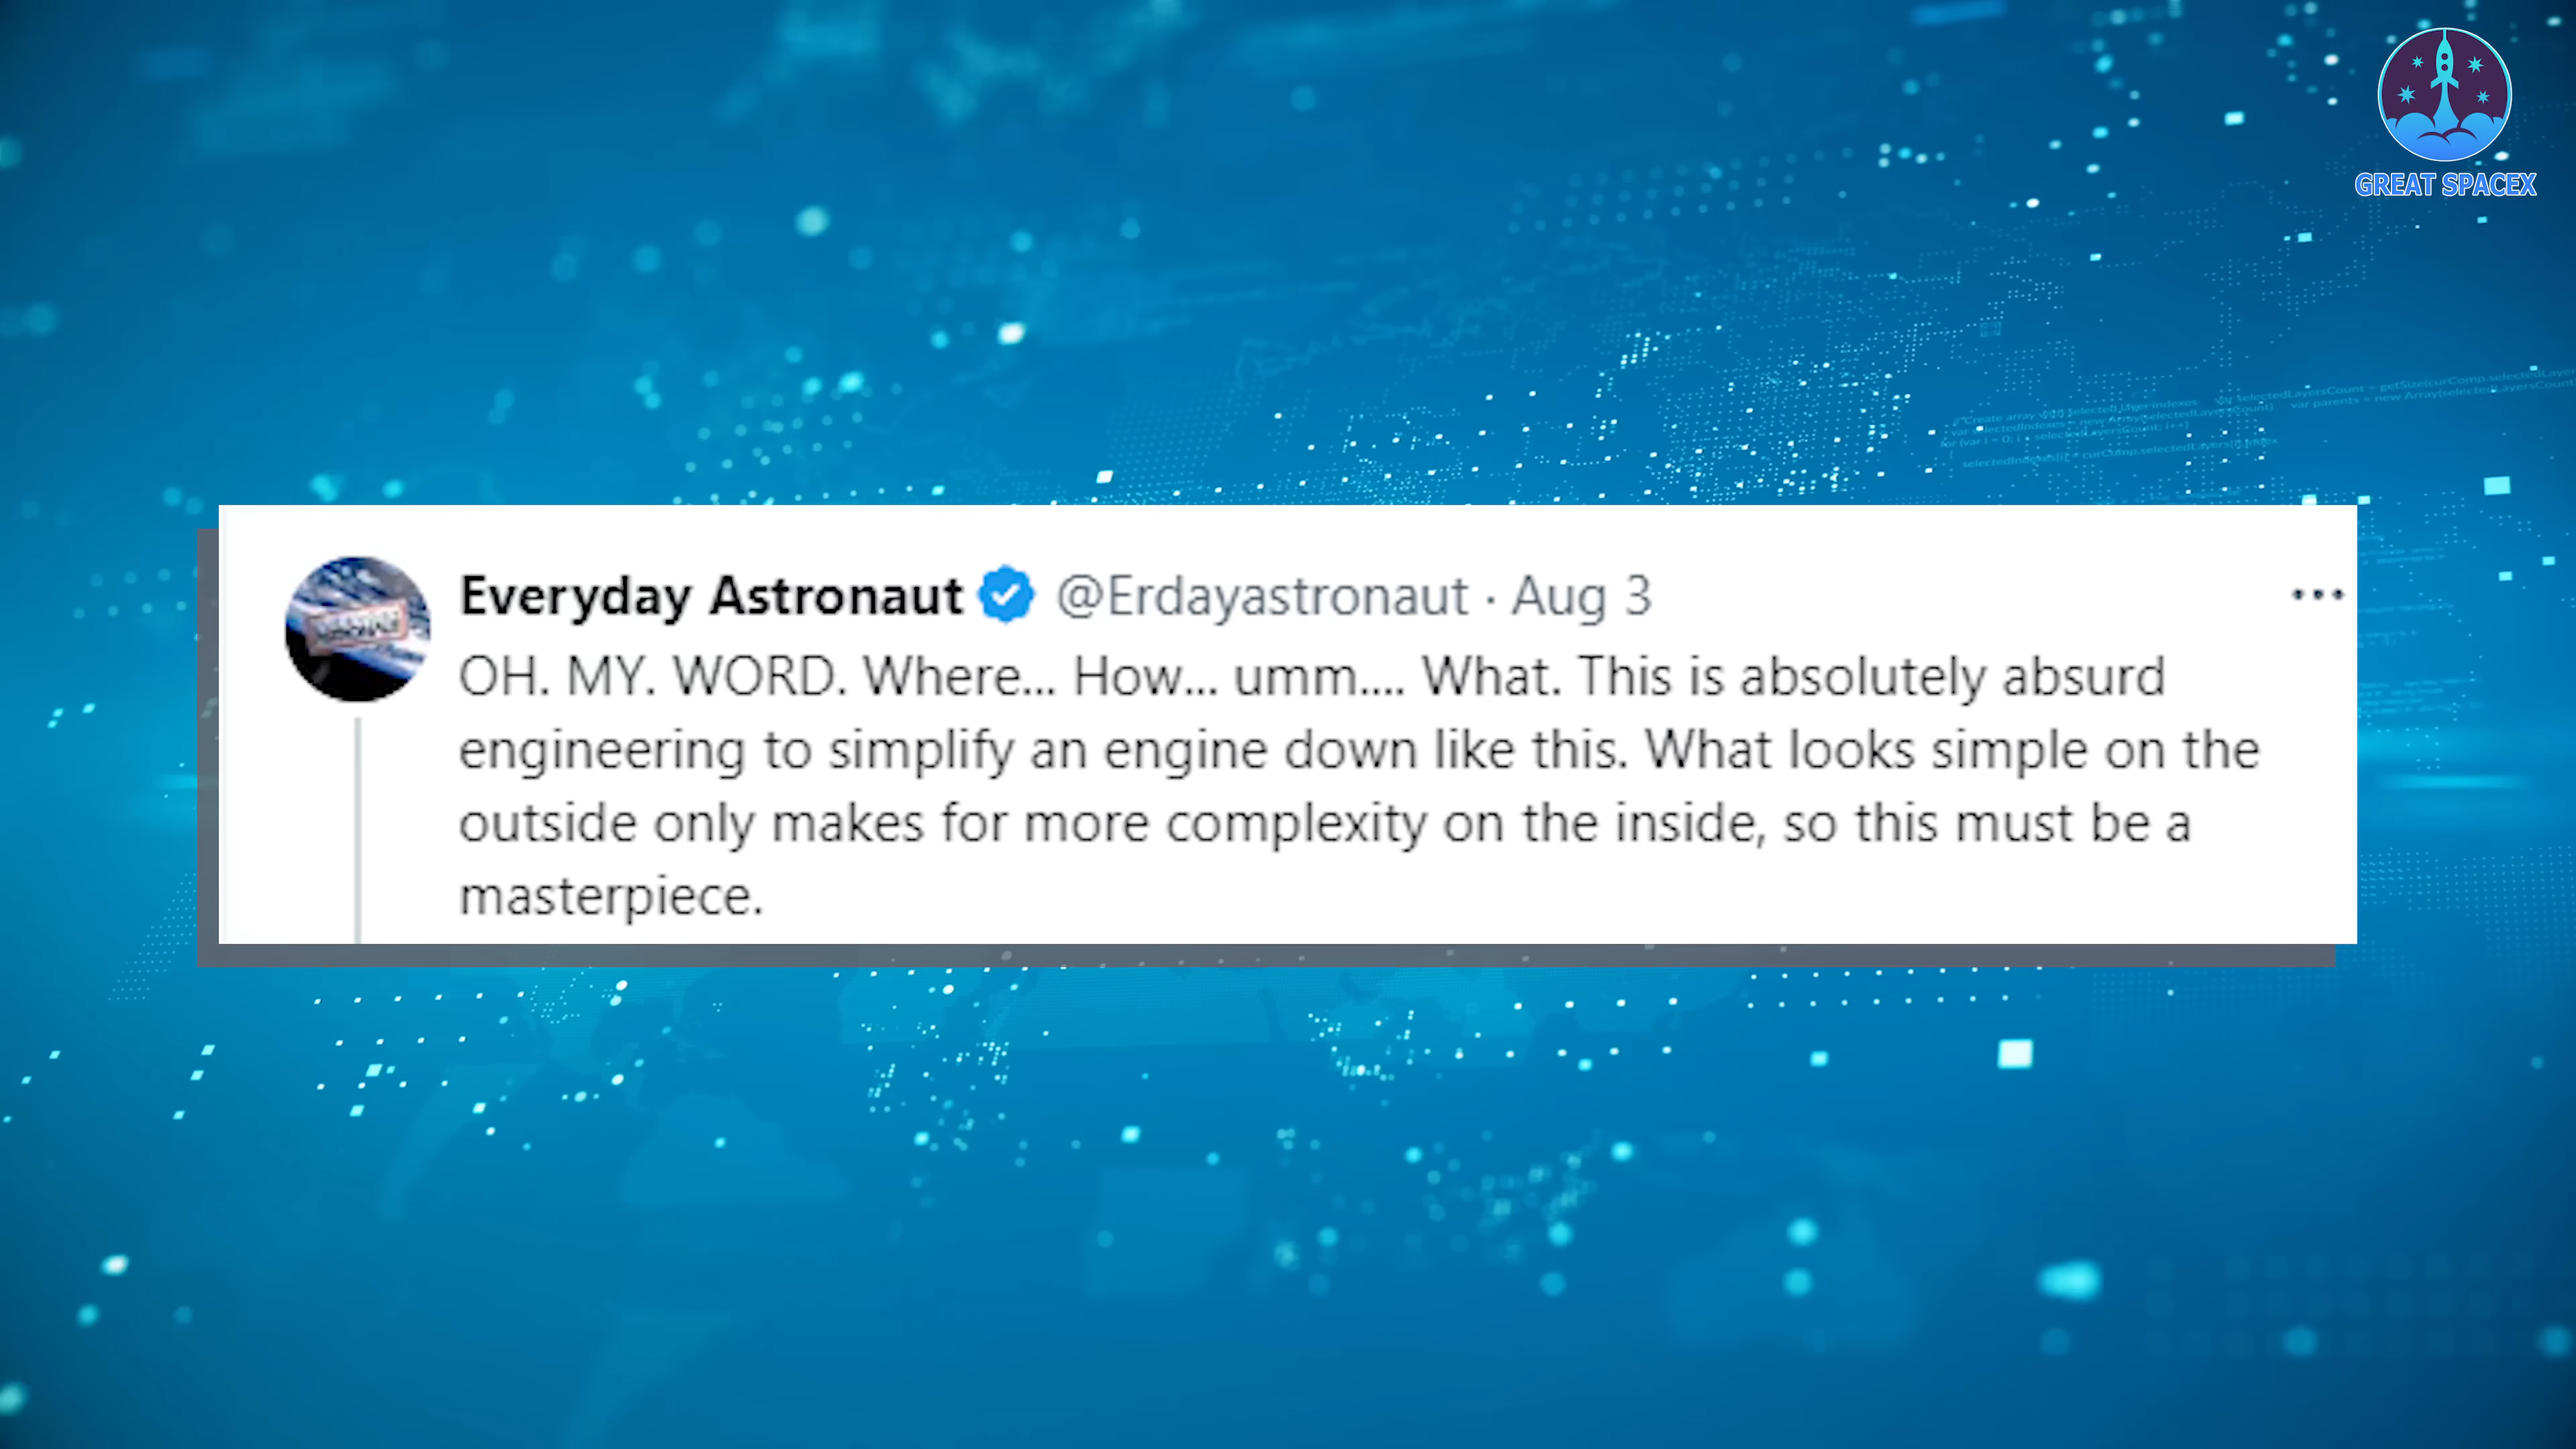 GREAT SPACEX
Everyday Astronaut @Erdayastronaut · Aug 3
OH. MY. WORD. Where... How... umm.... What. This is absolutely absurd
engineering to simplify an engine down like this. What looks simple on the
outside only makes for more complexity on the inside, so this must be a
masterpiece.